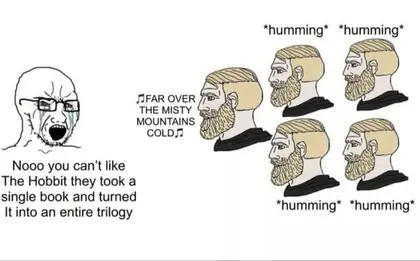 *humming* *humming*
♫FAR OVER
THE MISTY
MOUNTAINS
COLD♫
Nooo you can't like
The Hobbit they took a
single book and turned
It into an entire trilogy
*humming* *humming*